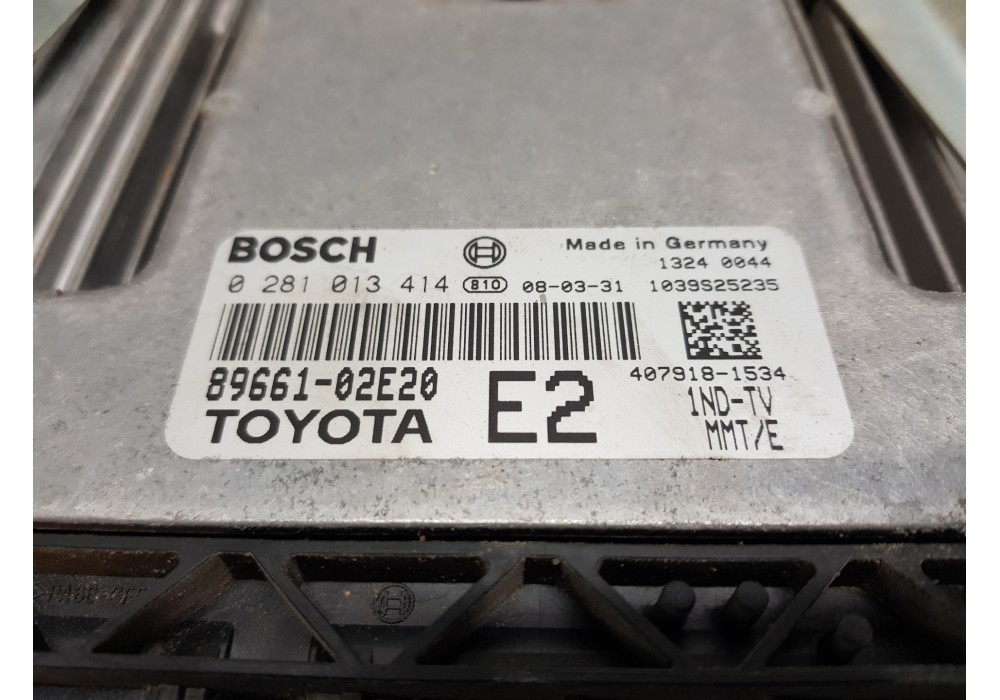 BOSCH Made in Germany
1324 0044
0 281 013 414 810 08-03-31 1039S25235
407918-1534
89661-02E20 E2 1ND-TV
TOYOTA MMT/E